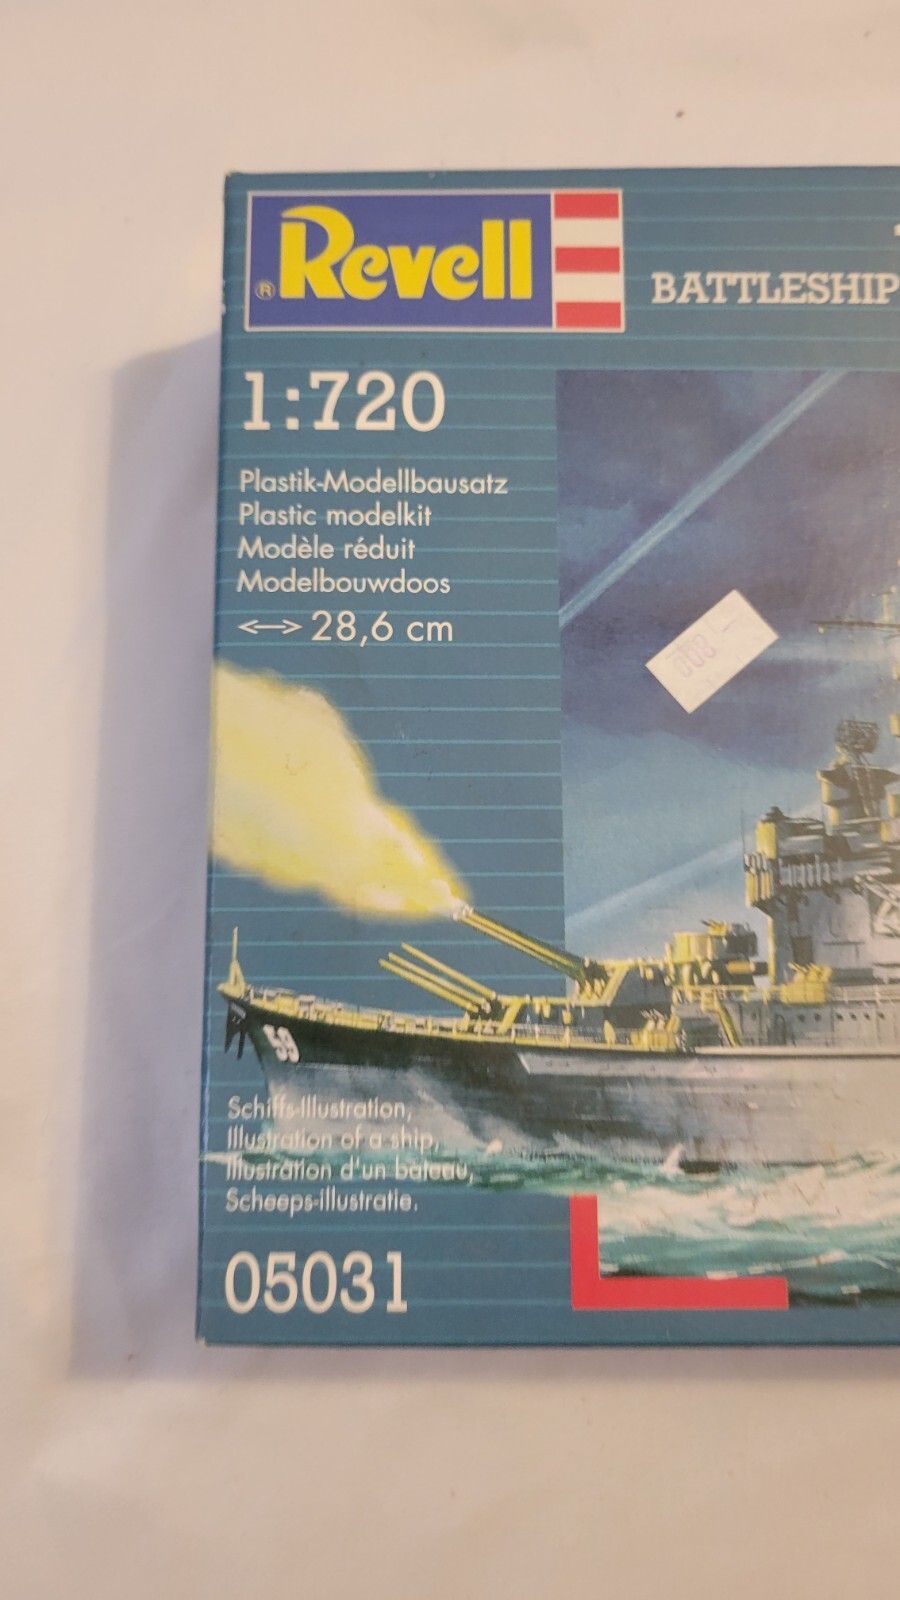 ® Revell
BATTLESHIP
1:720
Plastik-Modellbausatz
Plastic modelkit
Modèle réduit
Modelbouwdoos
<--> 28,6 cm
59
Schiffs-Illustration,
Illustration of a ship,
Illustration d'un bateau,
Scheeps-illustratie.
05031